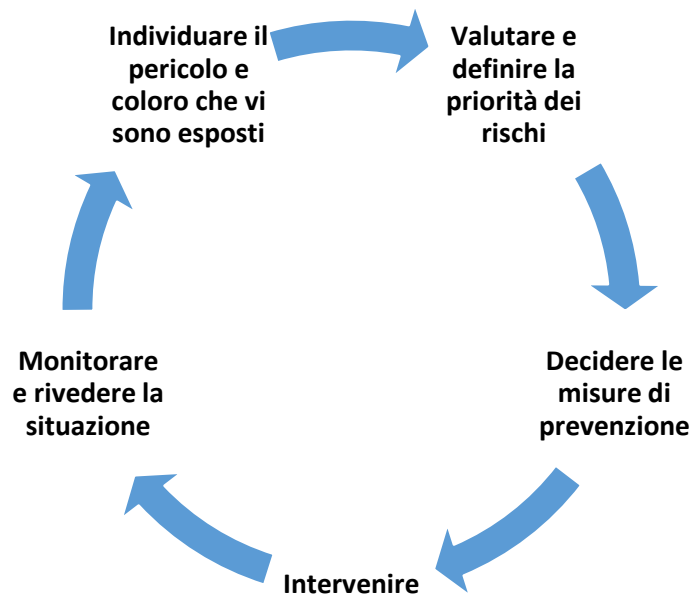 Individuare il
pericolo e
coloro che vi
sono esposti
Valutare e
definire la
priorità dei
rischi
Decidere le
misure di
prevenzione
Intervenire
Monitorare
e rivedere la
situazione